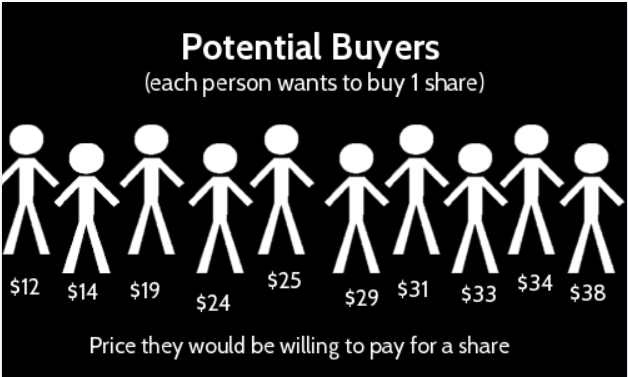 Potential Buyers
(each person wants to buy 1 share)
$12 $14 $19 $24 $25 $29 $31 $33 $34 $38
Price they would be willing to pay for a share